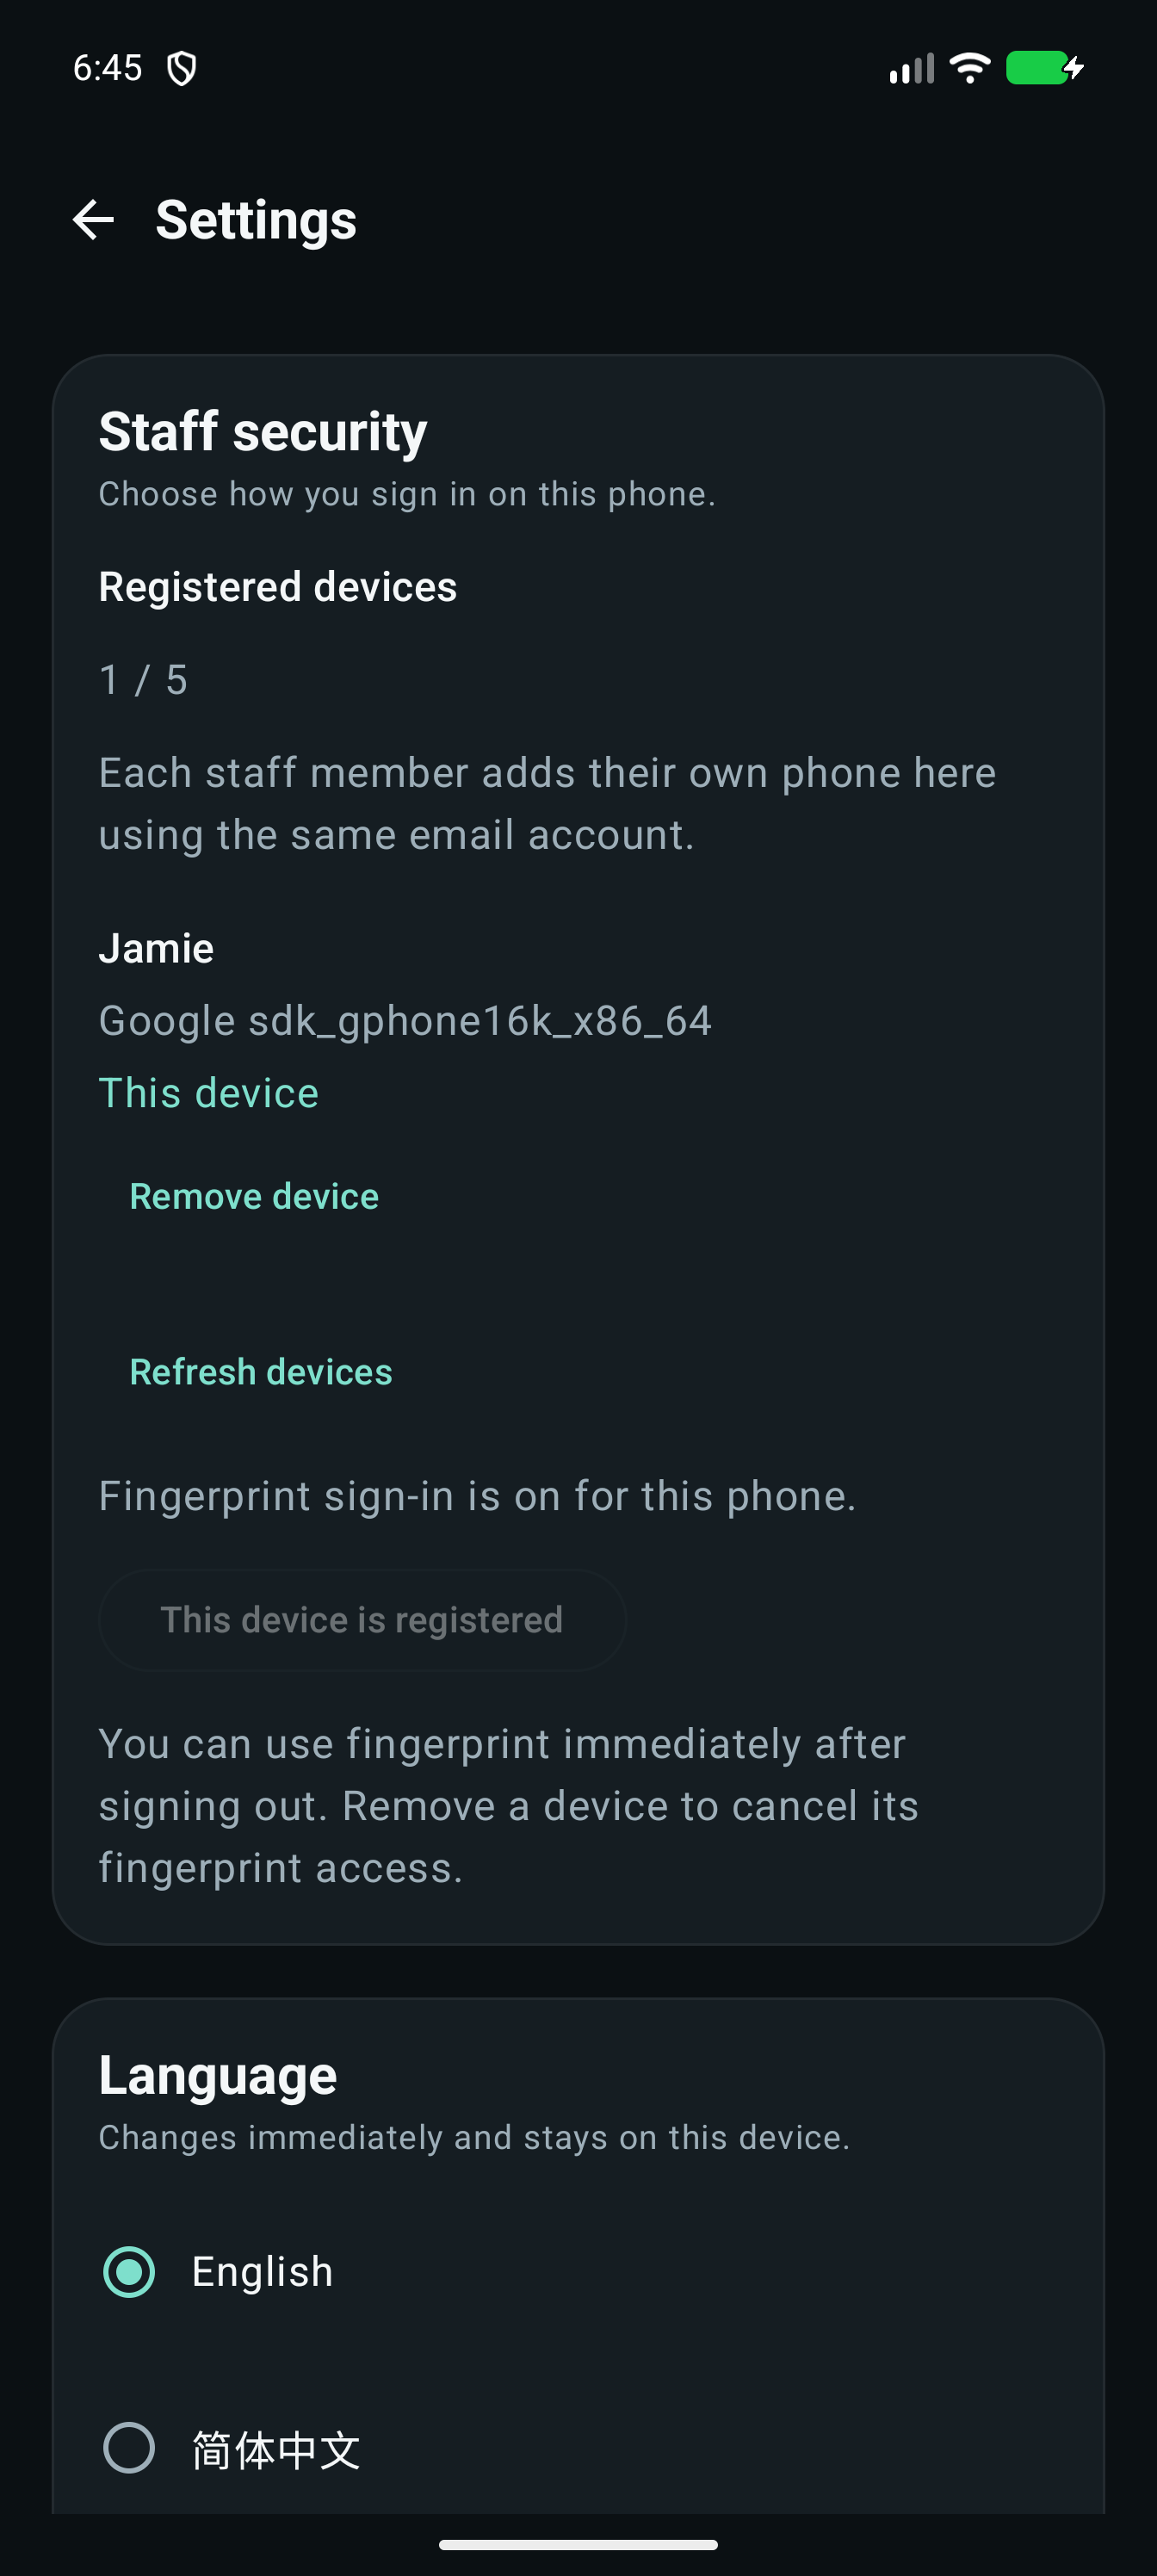 6:45
Settings
Staff security
Choose how you sign in on this phone.
Registered devices
1 / 5
Each staff member adds their own phone here
using the same email account.
Jamie
Google sdk_gphone16k_x86_64
This device
Remove device
Refresh devices
Fingerprint sign-in is on for this phone.
This device is registered
You can use fingerprint immediately after
signing out. Remove a device to cancel its
fingerprint access.
Language
Changes immediately and stays on this device.
English
简体中文